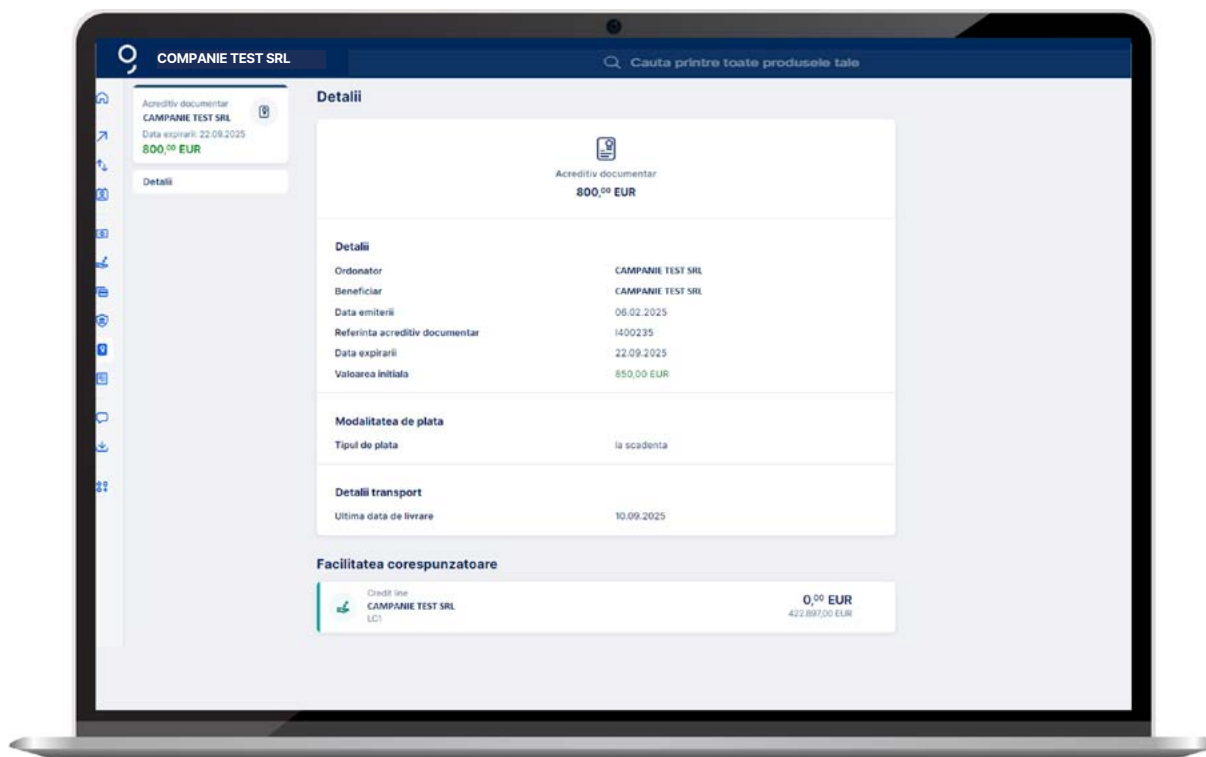 COMPANIE TEST SRL
Cauta printre toate produsele tale
Acreditiv documentar
CAMPANIE TEST SRL
Data expirarii: 22.09.2025
800,00 EUR
Detalii
Detalii
Acreditiv documentar
800,00 EUR
Detalii
Ordonator CAMPANIE TEST SRL
Beneficiar CAMPANIE TEST SRL
Data emiterii 06.02.2025
Referinta acreditiv documentar I400235
Data expirarii 22.09.2025
Valoarea initiala 850,00 EUR
Modalitatea de plata
Tipul de plata la scadenta
Detalii transport
Ultima data de livrare 10.09.2025
Facilitatea corespunzatoare
Credit line
CAMPANIE TEST SRL
LC1
0,00 EUR
422.897,00 EUR